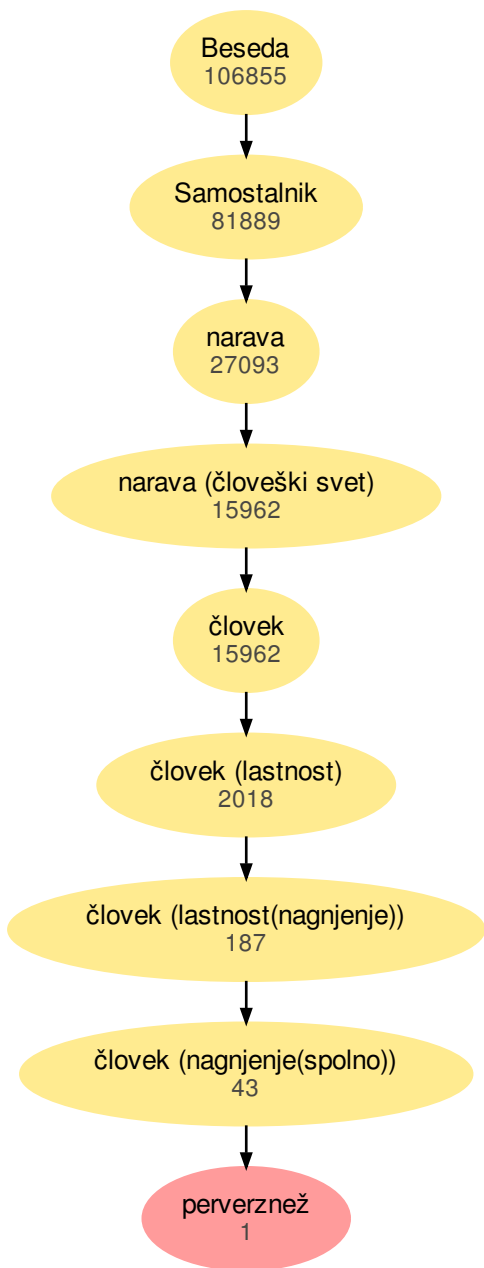 Beseda
106855
Samostalnik
81889
narava
27093
narava (človeški svet)
15962
človek
15962
človek (lastnost)
2018
človek (lastnost(nagnjenje))
187
človek (nagnjenje(spolno))
43
perverznež
1